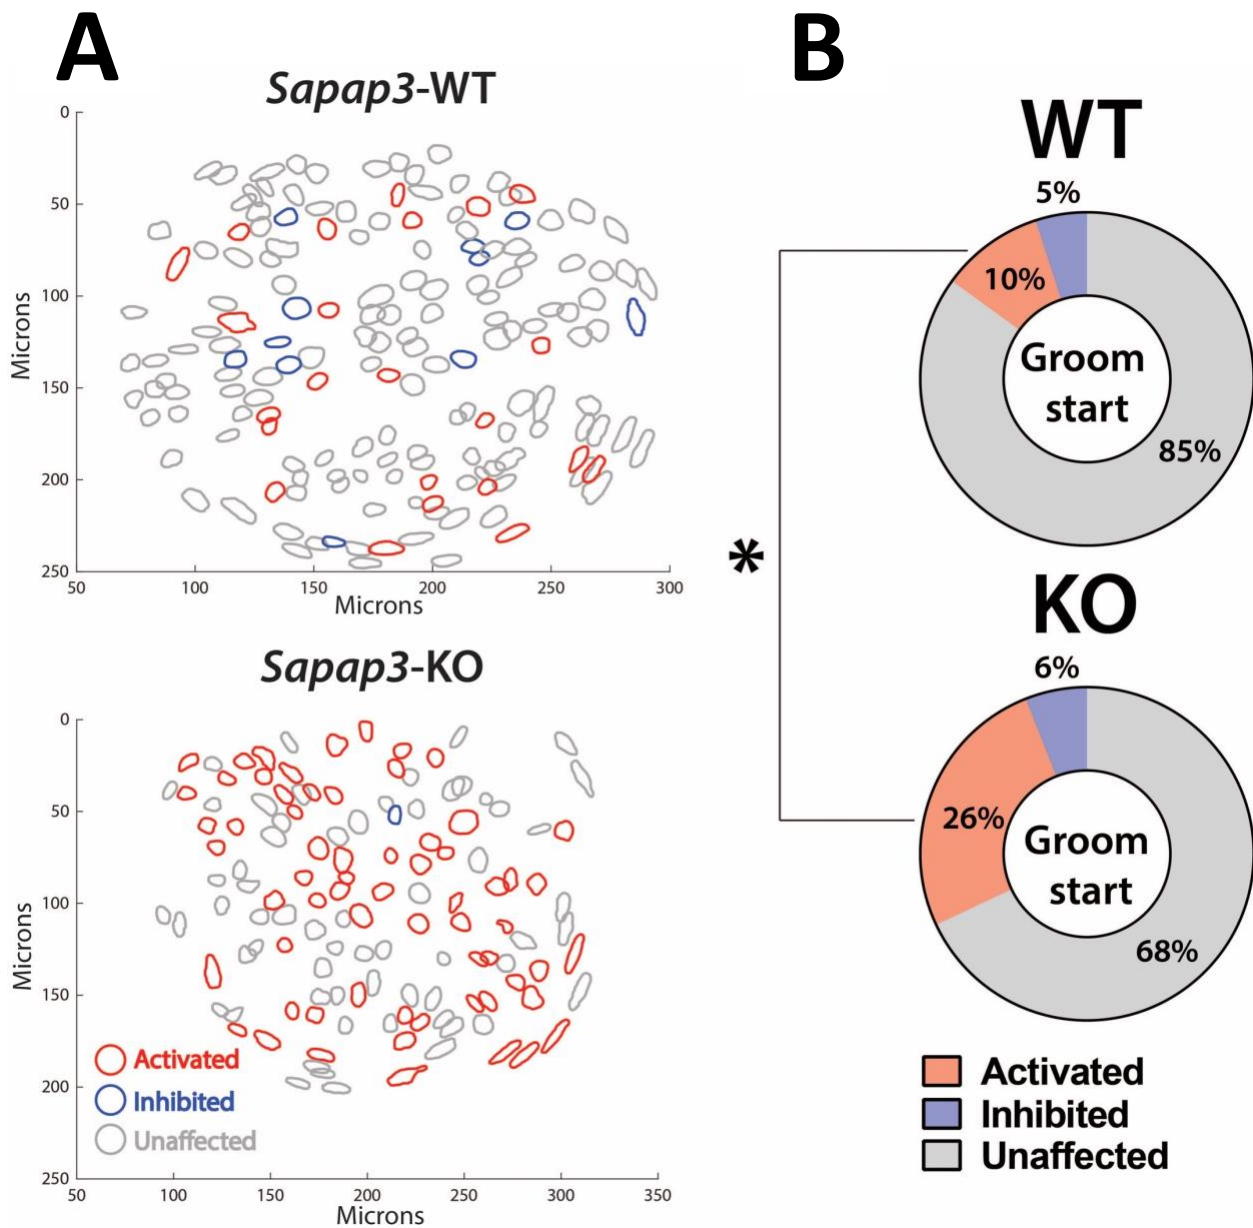 A
Sapap3-WT
0
50
100
150
200
250
Microns
50 100 150 200 250 300
Microns
Sapap3-KO
0
50
100
150
200
250
Microns
Activated
Inhibited
Unaffected
50 100 150 200 250 300 350
Microns
B
WT
5%
10%
Groom
start
85%
*
KO
6%
26%
Groom
start
68%
Activated
Inhibited
Unaffected